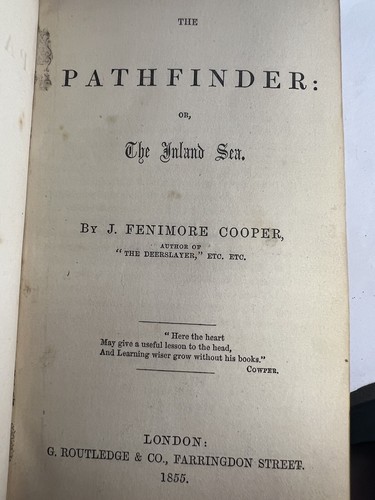 THE
PATHFINDER:
OR,
The Inland Sea.
BY J. FENIMORE COOPER,
AUTHOR OF
"THE DEERSLAYER," ETC. ETC.
"Here the heart
May give a useful lesson to the head,
And Learning wiser grow without his books."
COWPER.
LONDON:
G. ROUTLEDGE & CO., FARRINGDON STREET.
1855.